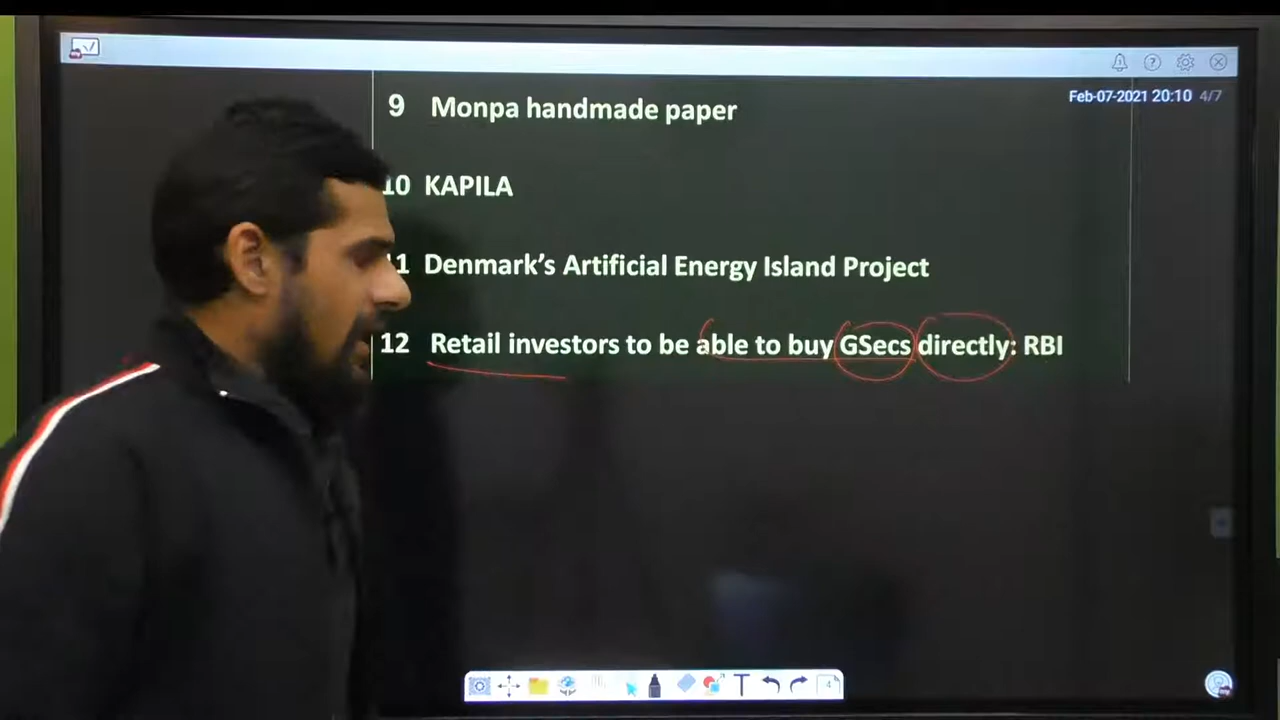 Feb-07-2021 20:10 4/7
9 Monpa handmade paper
10 KAPILA
11 Denmark's Artificial Energy Island Project
12 Retail investors to be able to buy GSecs directly: RBI